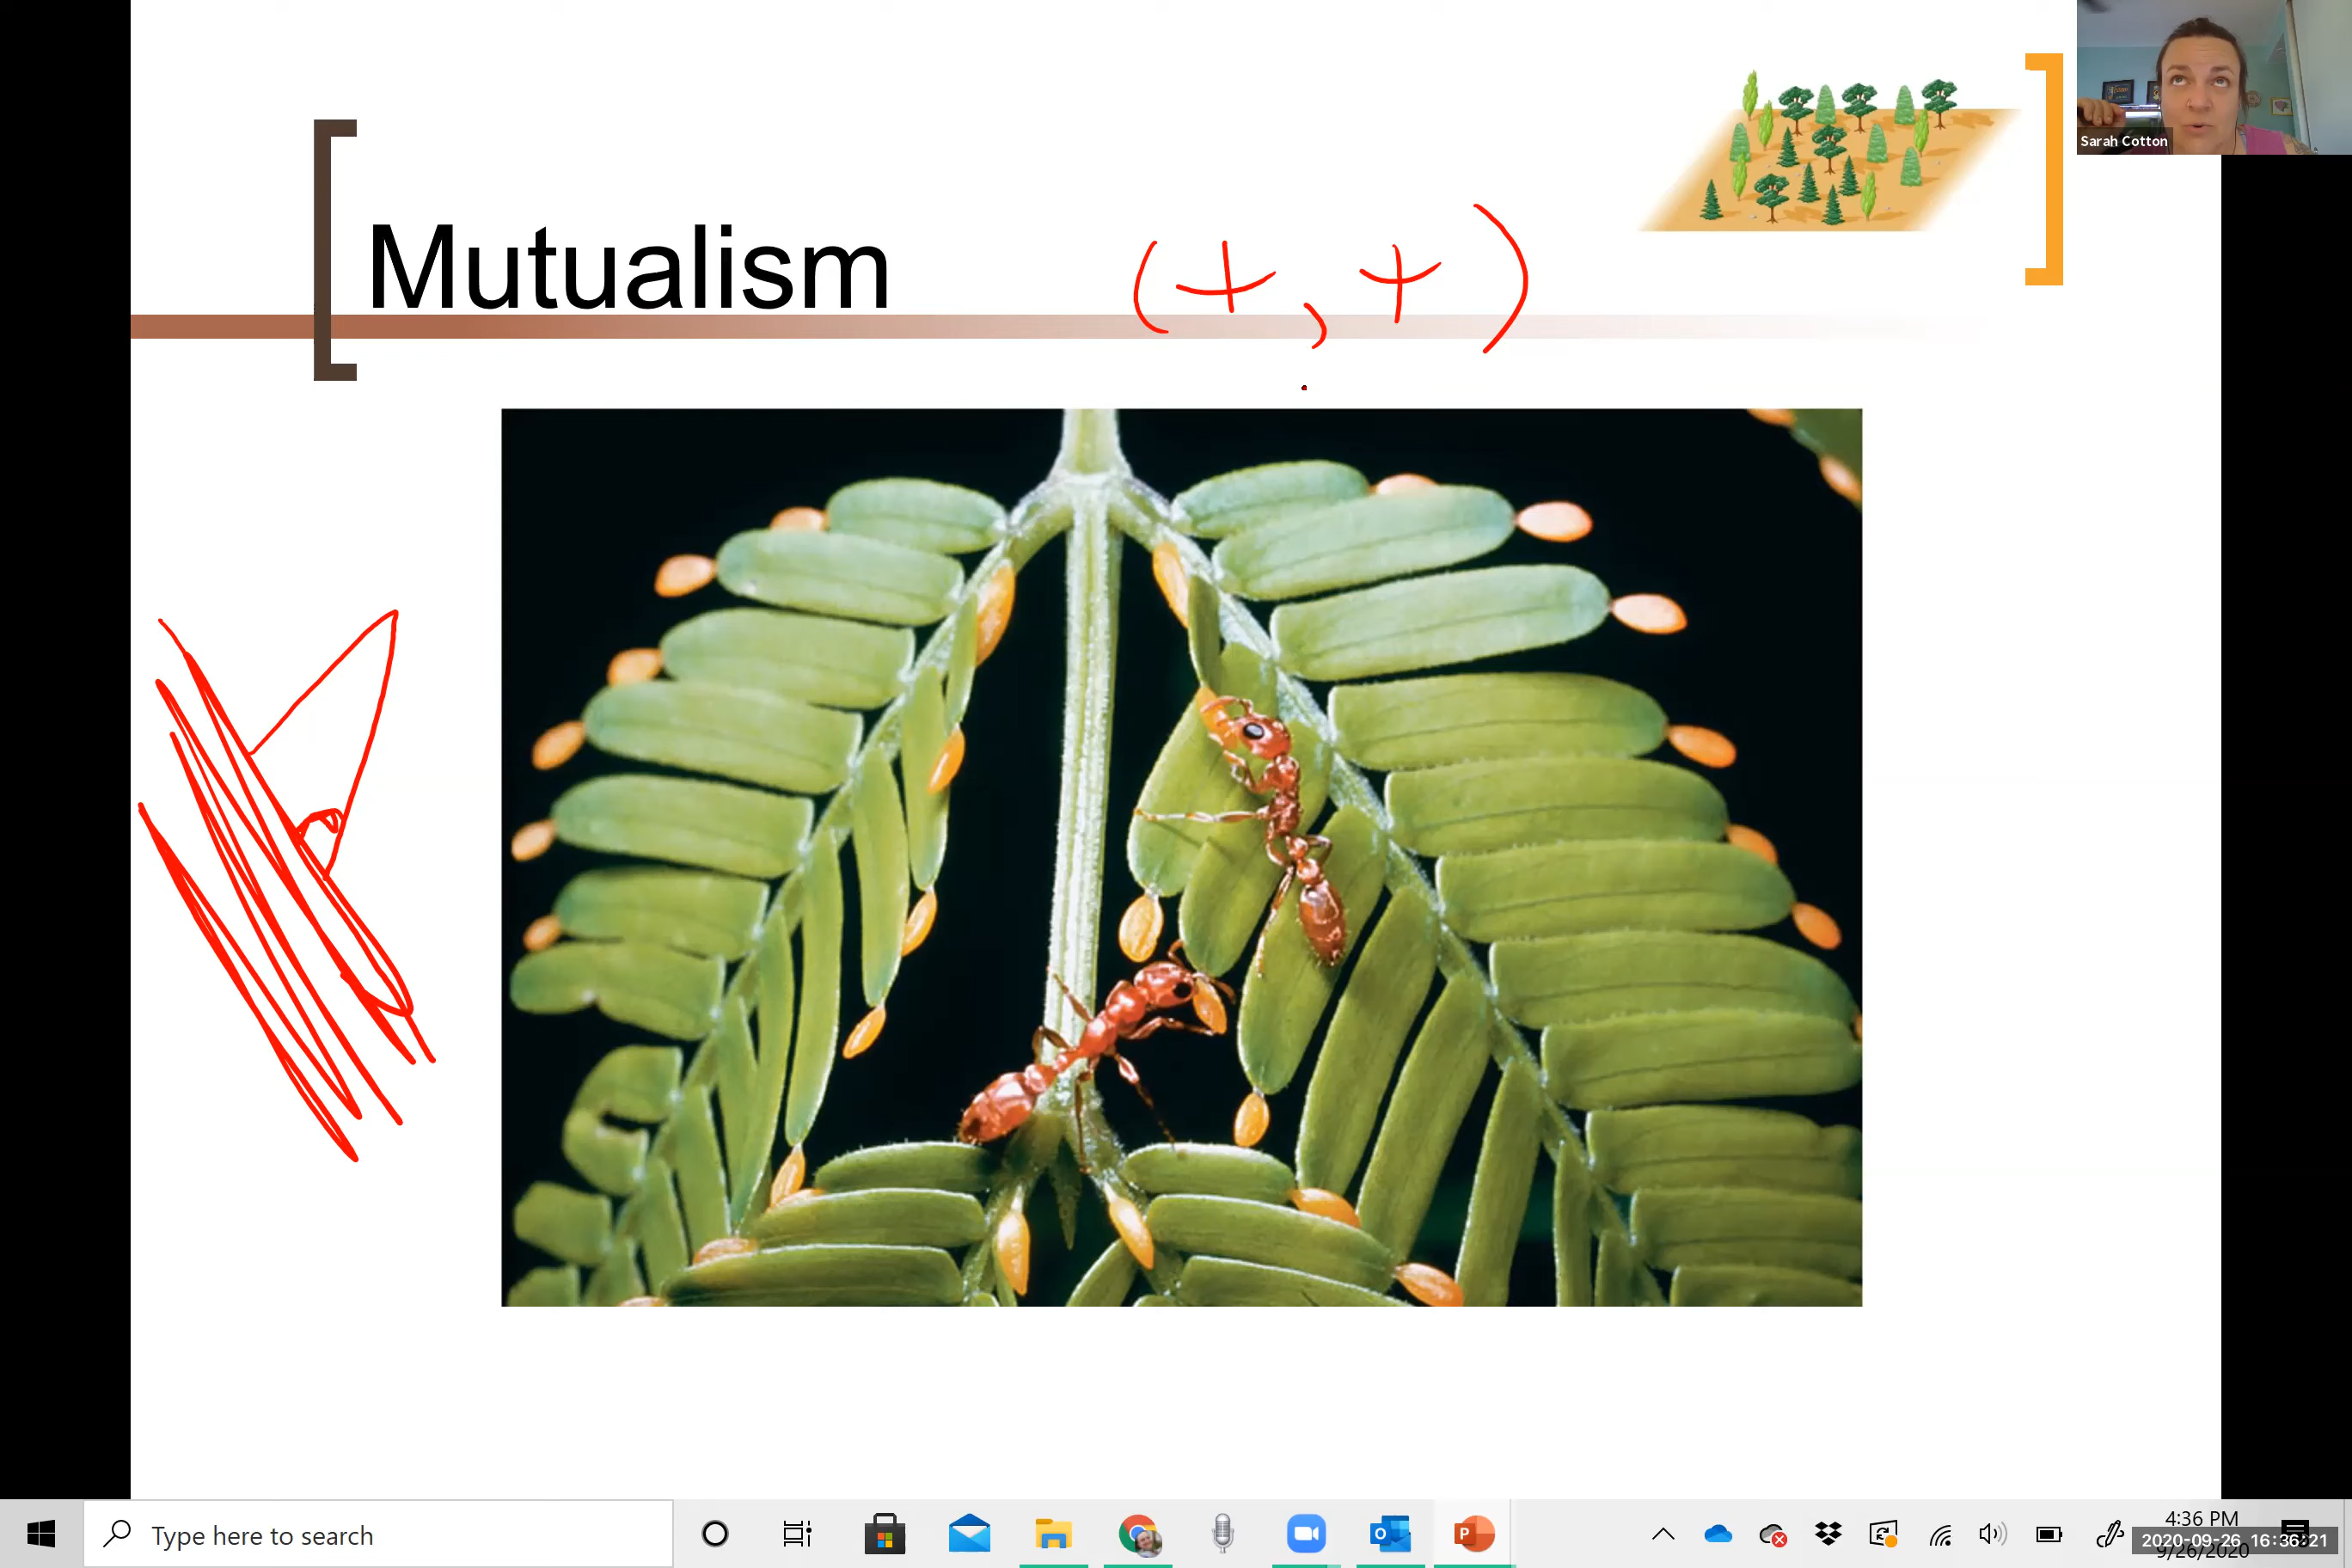 Sarah Cotton
Mutualism (+, +)
Type here to search
4:36 PM
2020-09-26 16:36:21
9/26/2020